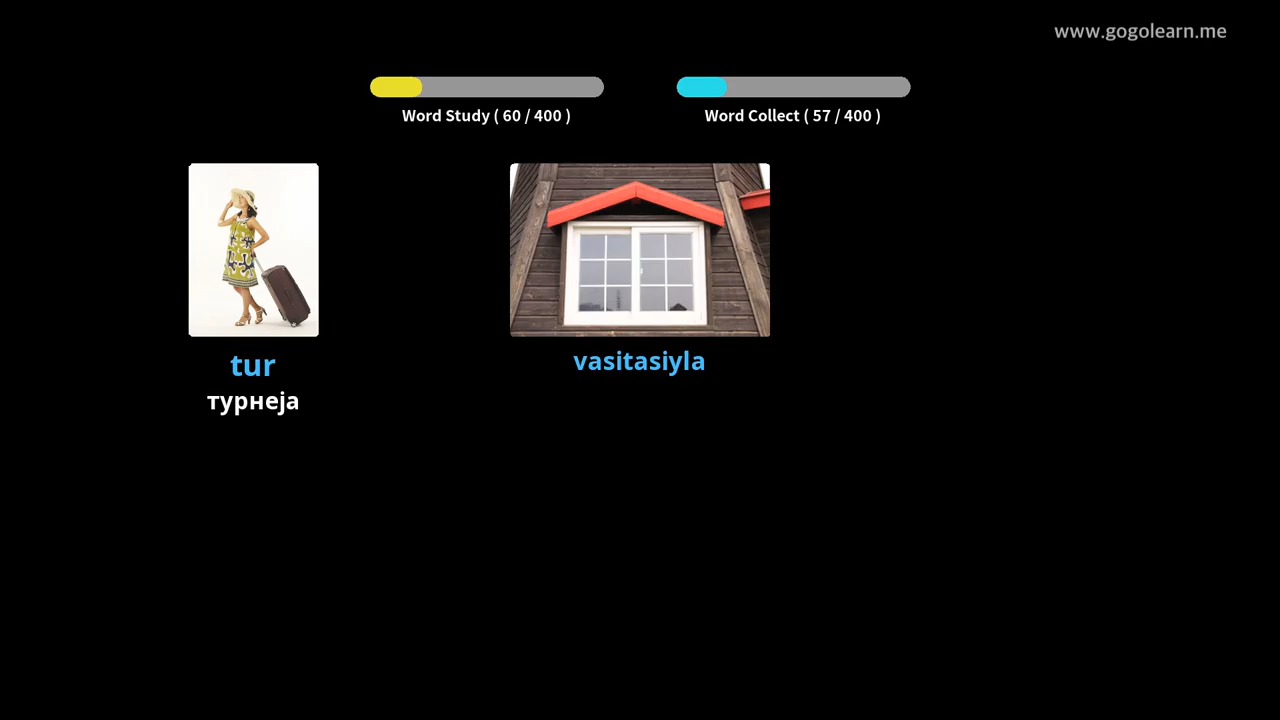 www.gogolearn.me
Word Study ( 60 / 400 )
Word Collect ( 57 / 400 )
tur
турнеја
vasitasiyla